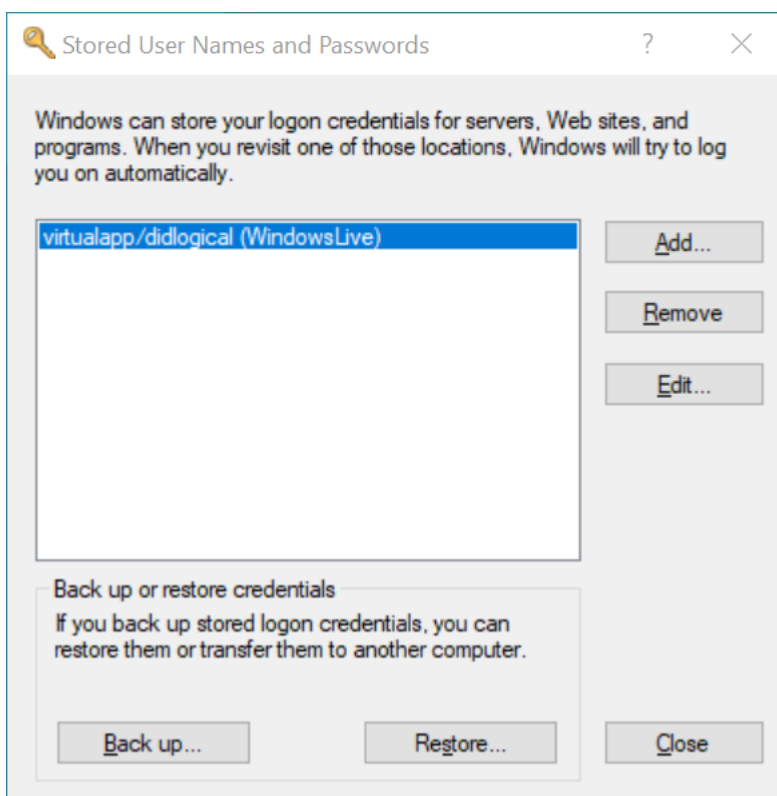 Stored User Names and Passwords
Windows can store your logon credentials for servers, Web sites, and
programs. When you revisit one of those locations, Windows will try to log
you on automatically.
virtualapp/didlogical (WindowsLive)
Add...
Remove
Edit...
Back up or restore credentials
If you back up stored logon credentials, you can
restore them or transfer them to another computer.
Back up...
Restore...
Close